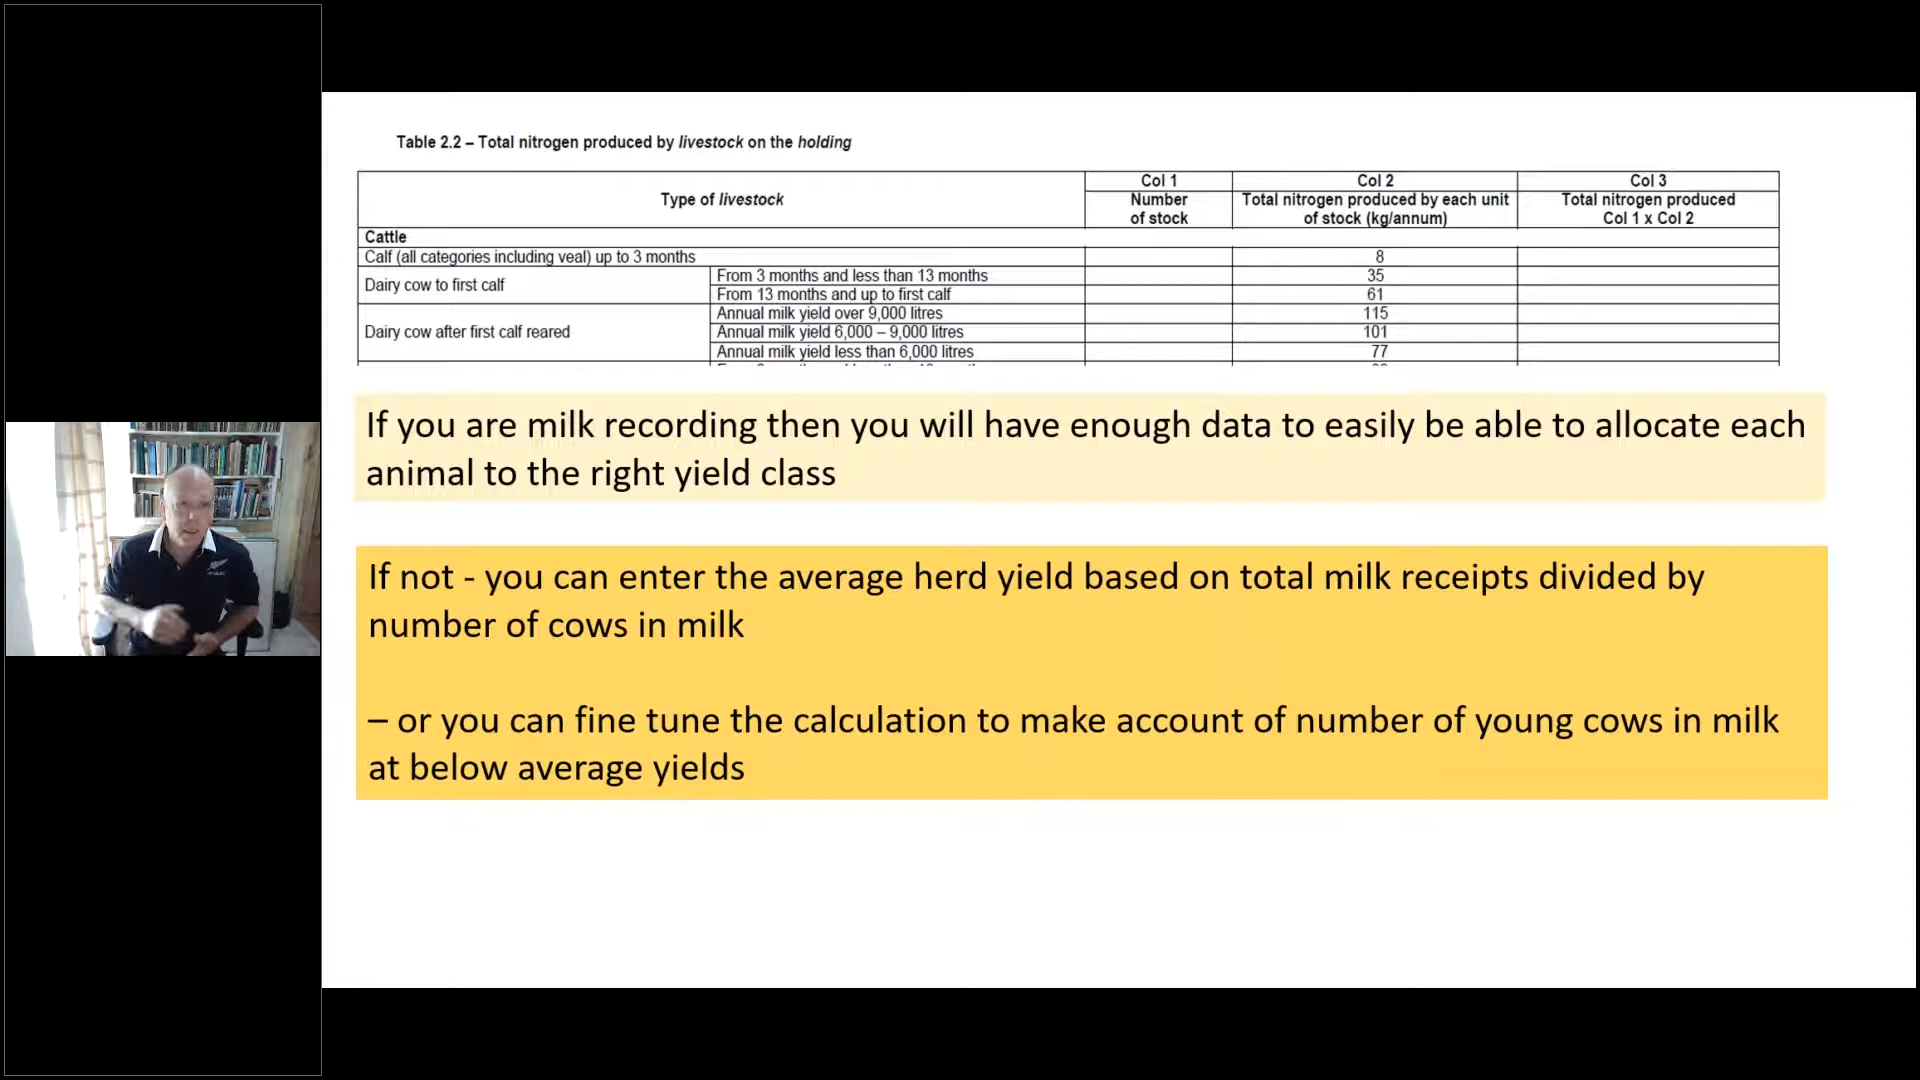 Table 2.2 – Total nitrogen produced by livestock on the holding
Type of livestock
Col 1
Col 2
Col 3
Number
of stock
Total nitrogen produced by each unit
of stock (kg/annum)
Total nitrogen produced
Col 1 x Col 2
Cattle
Calf (all categories including veal) up to 3 months
8
Dairy cow to first calf
From 3 months and less than 13 months
35
From 13 months and up to first calf
61
Dairy cow after first calf reared
Annual milk yield over 9,000 litres
115
Annual milk yield 6,000 – 9,000 litres
101
Annual milk yield less than 6,000 litres
77
If you are milk recording then you will have enough data to easily be able to allocate each
animal to the right yield class
If not - you can enter the average herd yield based on total milk receipts divided by
number of cows in milk
– or you can fine tune the calculation to make account of number of young cows in milk
at below average yields